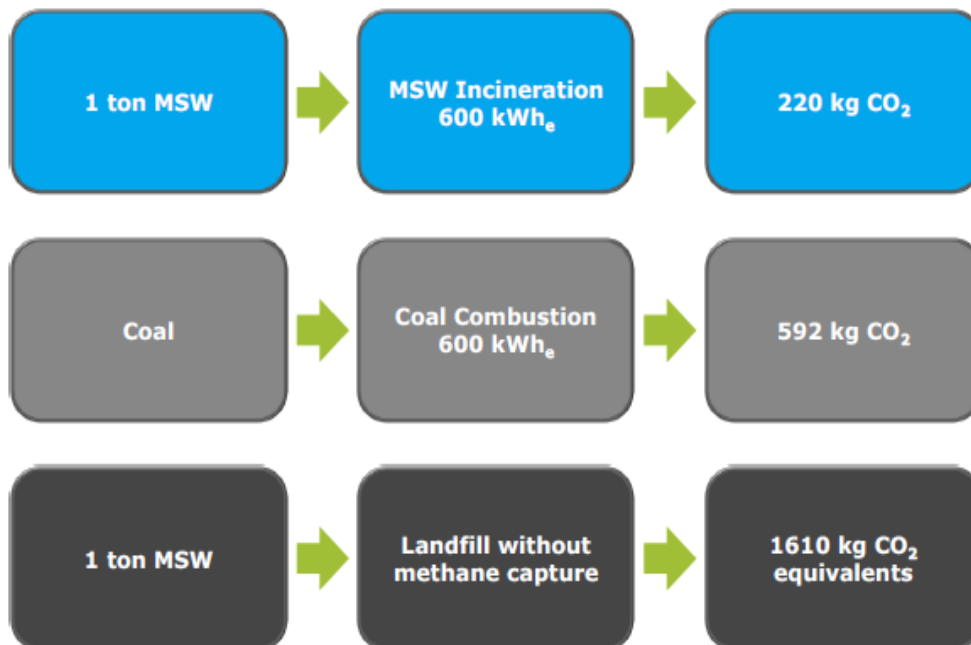 1 ton MSW
MSW Incineration
600 kWhₑ
220 kg CO₂
Coal
Coal Combustion
600 kWhₑ
592 kg CO₂
1 ton MSW
Landfill without
methane capture
1610 kg CO₂
equivalents